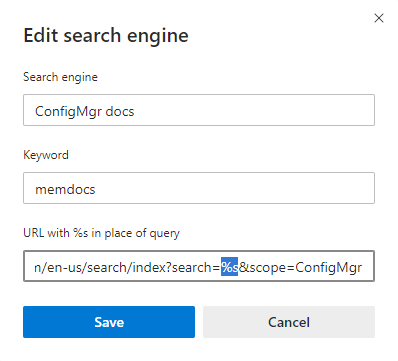 Edit search engine
Search engine
ConfigMgr docs
Keyword
memdocs
URL with %s in place of query
n/en-us/search/index?search=%s&scope=ConfigMgr
Save Cancel